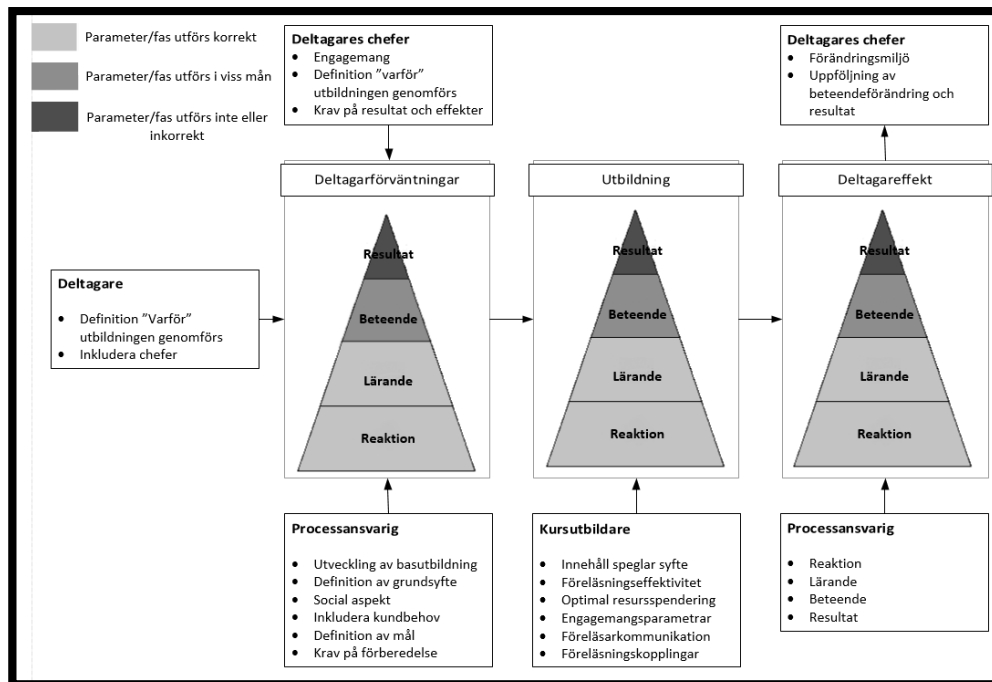 Parameter/fas utförs korrekt
Parameter/fas utförs i viss mån
Parameter/fas utförs inte eller
inkorrekt
Deltagares chefer
• Engagemang
• Definition ”varför”
utbildningen genomförs
• Krav på resultat och effekter
Deltagares chefer
• Förändringsmiljö
• Uppföljning av
beteendeförändring och
resultat
Deltagare
• Definition ”Varför”
utbildningen genomförs
• Inkludera chefer
Deltagarförväntningar
Resultat
Beteende
Lärande
Reaktion
Utbildning
Resultat
Beteende
Lärande
Reaktion
Deltagareffekt
Resultat
Beteende
Lärande
Reaktion
Processansvarig
• Utveckling av basutbildning
• Definition av grundsyfte
• Social aspekt
• Inkludera kundbehov
• Definition av mål
• Krav på förberedelse
Kursutbildare
• Innehåll speglar syfte
• Föreläsningseffektivitet
• Optimal resursspendering
• Engagemangsparametrar
• Föreläsarkommunikation
• Föreläsningskopplingar
Processansvarig
• Reaktion
• Lärande
• Beteende
• Resultat